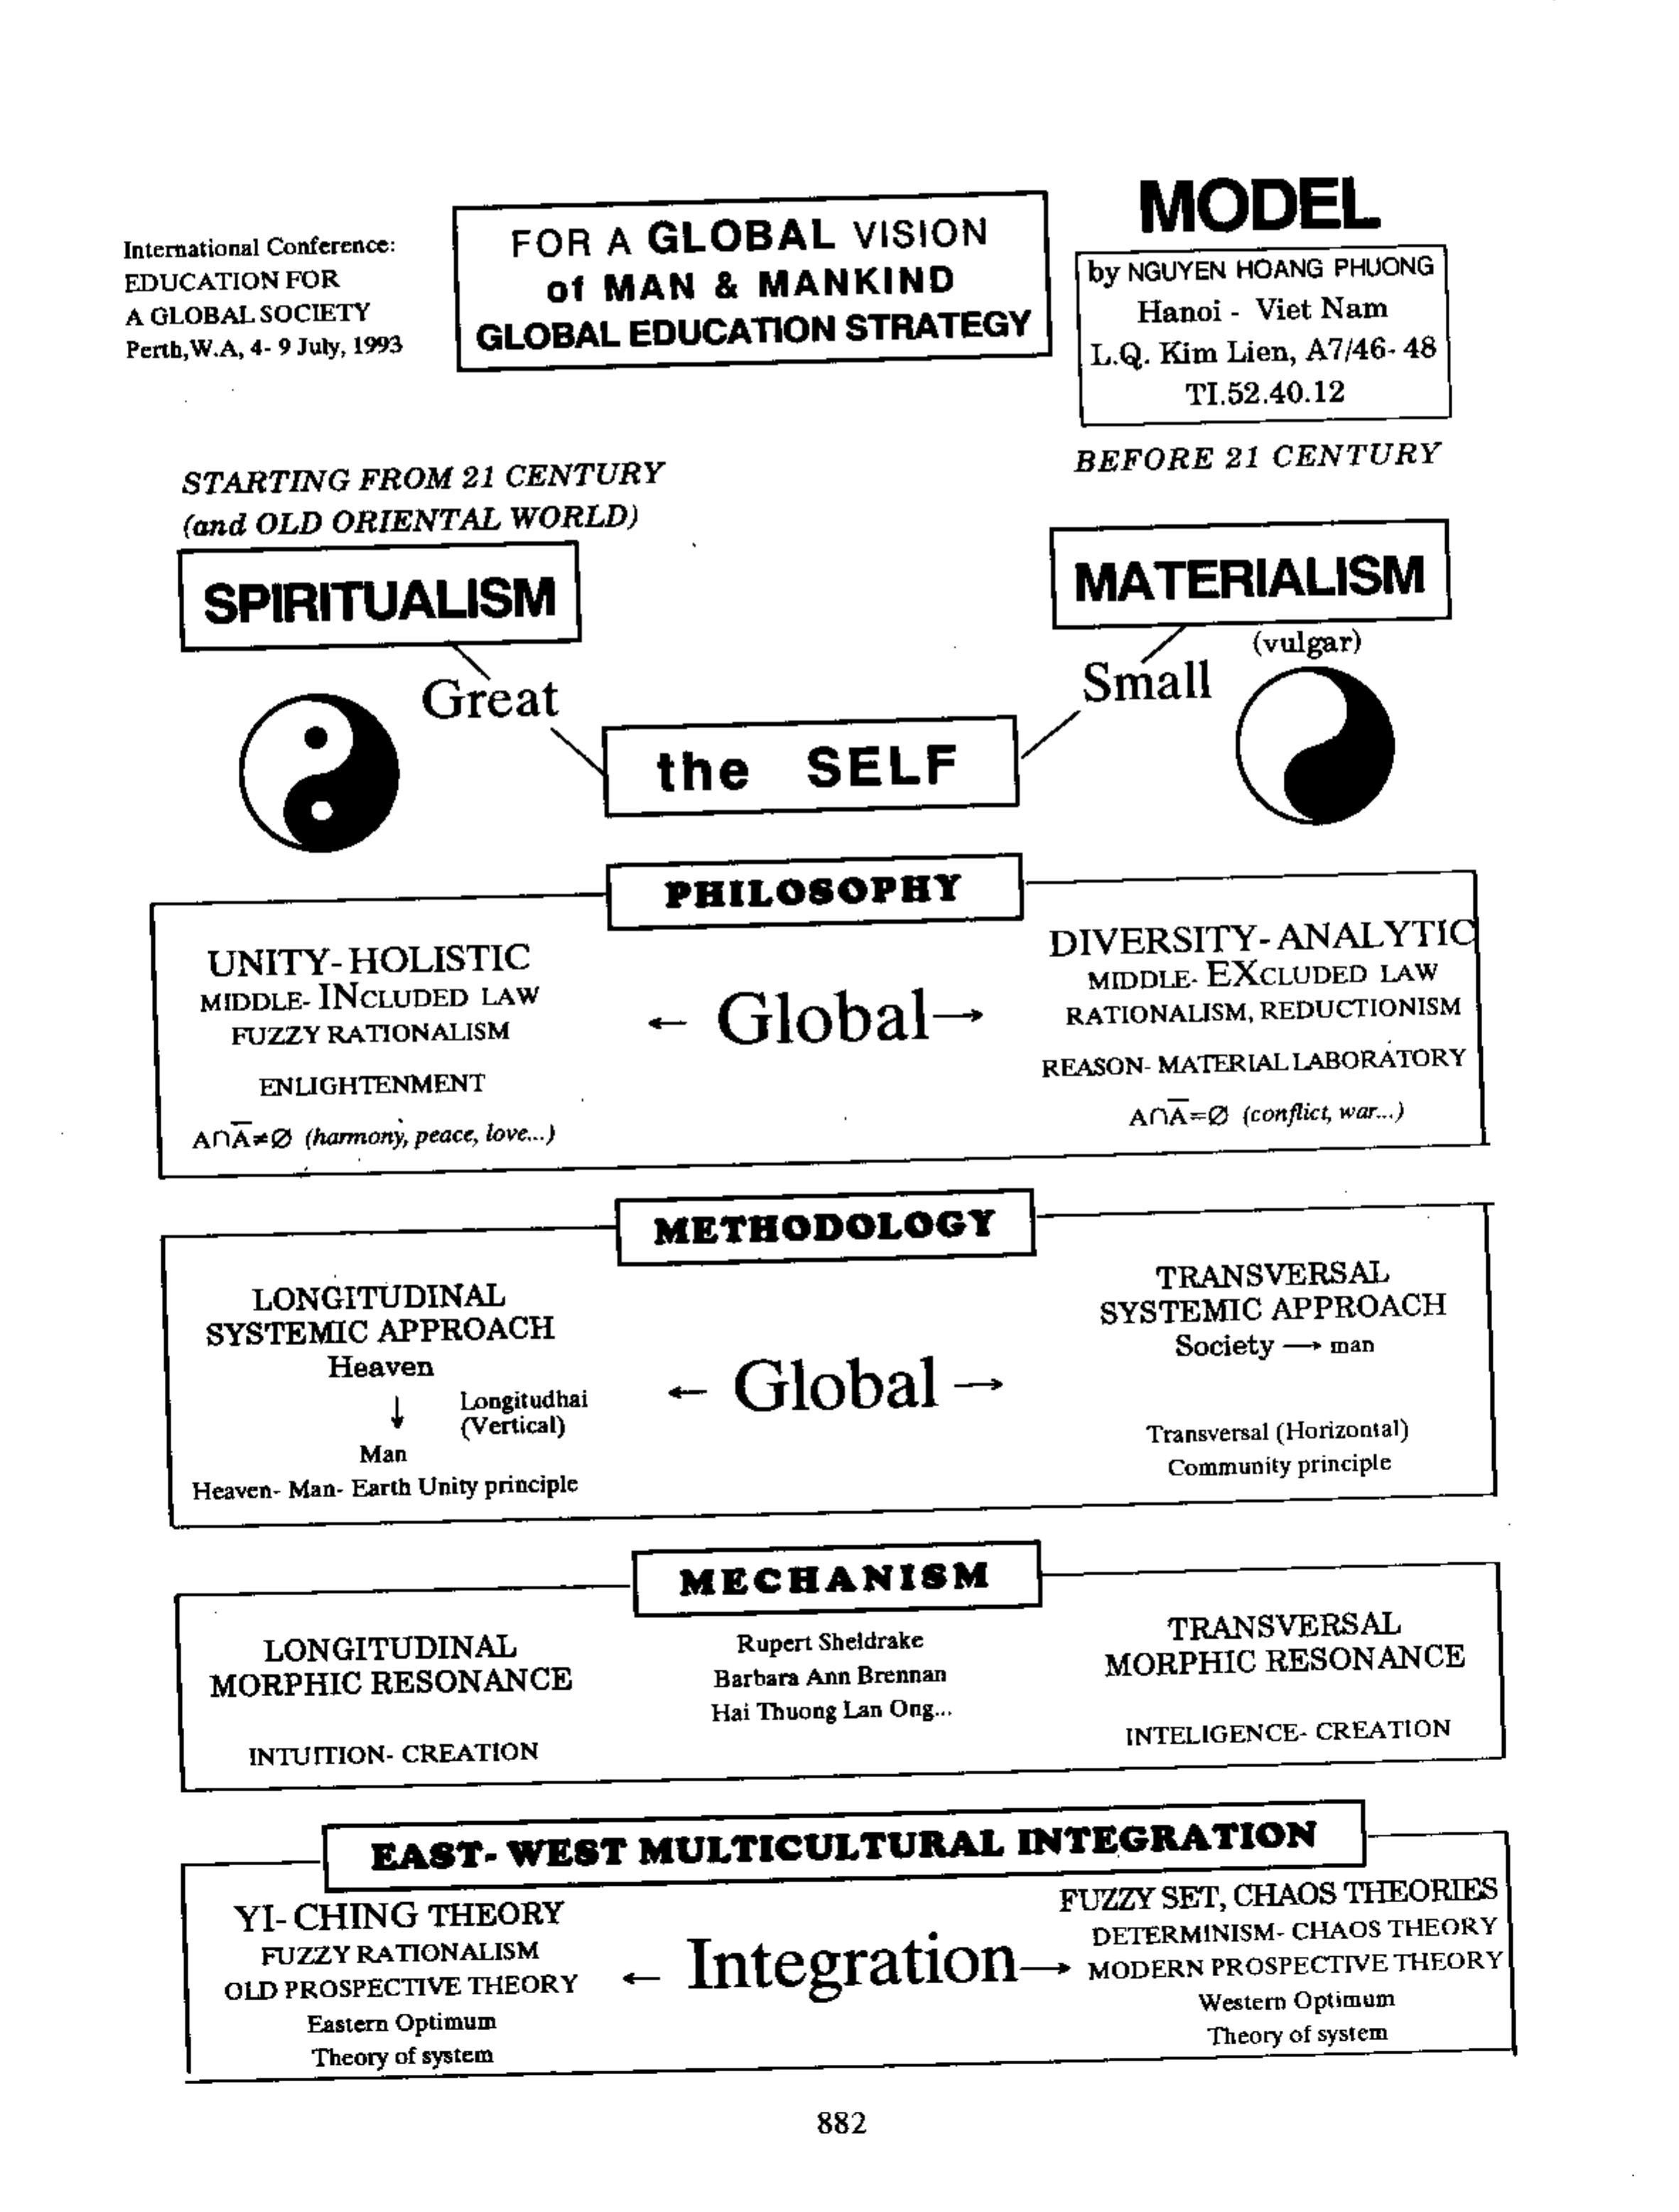 International Conference:
EDUCATION FOR
A GLOBAL SOCIETY
Perth,W.A, 4- 9 July, 1993
FOR A GLOBAL VISION
of MAN & MANKIND
GLOBAL EDUCATION STRATEGY
MODEL
by NGUYEN HOANG PHUONG
Hanoi - Viet Nam
L.Q. Kim Lien, A7/46- 48
Tl.52.40.12
STARTING FROM 21 CENTURY
(and OLD ORIENTAL WORLD)
BEFORE 21 CENTURY
SPIRITUALISM
MATERIALISM
(vulgar)
Great
Small
the SELF
PHILOSOPHY
UNITY- HOLISTIC
MIDDLE- INCLUDED LAW
FUZZY RATIONALISM
ENLIGHTENMENT
A∩A̅≠∅ (harmony, peace, love...)
← Global →
DIVERSITY- ANALYTIC
MIDDLE- EXCLUDED LAW
RATIONALISM, REDUCTIONISM
REASON- MATERIAL LABORATORY
A∩A̅=∅ (conflict, war...)
METHODOLOGY
LONGITUDINAL
SYSTEMIC APPROACH
Heaven
↓
Longitudhai
(Vertical)
Man
Heaven- Man- Earth Unity principle
← Global →
TRANSVERSAL
SYSTEMIC APPROACH
Society → man
Transversal (Horizontal)
Community principle
MECHANISM
LONGITUDINAL
MORPHIC RESONANCE
INTUITION- CREATION
Rupert Sheldrake
Barbara Ann Brennan
Hai Thuong Lan Ong...
TRANSVERSAL
MORPHIC RESONANCE
INTELIGENCE- CREATION
EAST- WEST MULTICULTURAL INTEGRATION
YI- CHING THEORY
FUZZY RATIONALISM
OLD PROSPECTIVE THEORY
Eastern Optimum
Theory of system
← Integration →
FUZZY SET, CHAOS THEORIES
DETERMINISM- CHAOS THEORY
MODERN PROSPECTIVE THEORY
Western Optimum
Theory of system
882